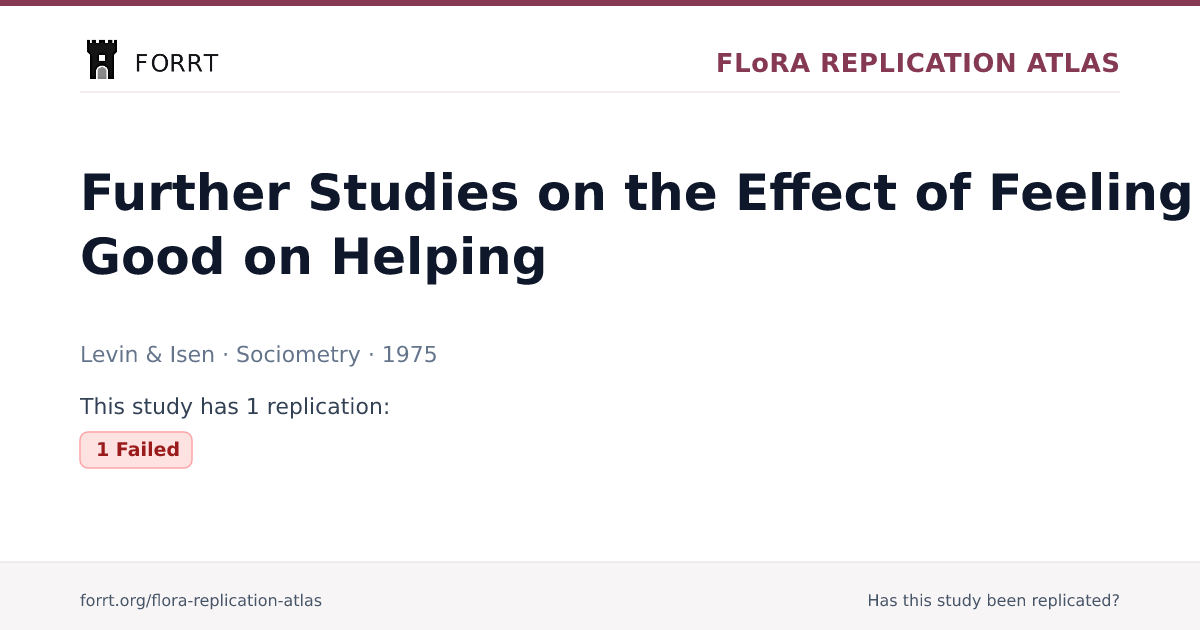 FORRT
FLoRA REPLICATION ATLAS
Further Studies on the Effect of Feeling
Good on Helping
Levin & Isen · Sociometry · 1975
This study has 1 replication:
1 Failed
forrt.org/flora-replication-atlas
Has this study been replicated?